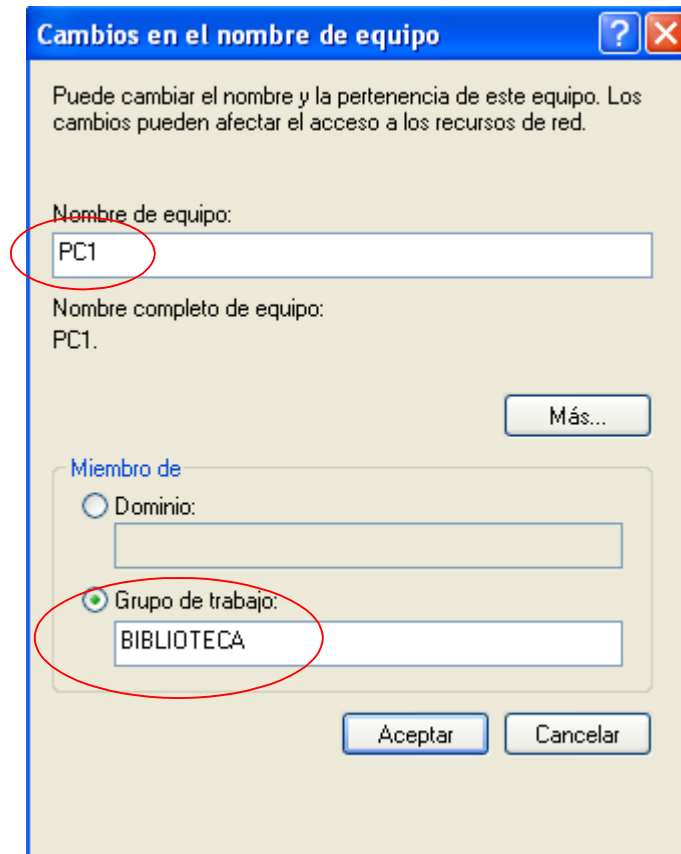 Cambios en el nombre de equipo
Puede cambiar el nombre y la pertenencia de este equipo. Los
cambios pueden afectar el acceso a los recursos de red.
Nombre de equipo:
PC1
Nombre completo de equipo:
PC1.
Más...
Miembro de
Dominio:
Grupo de trabajo:
BIBLIOTECA
Aceptar
Cancelar